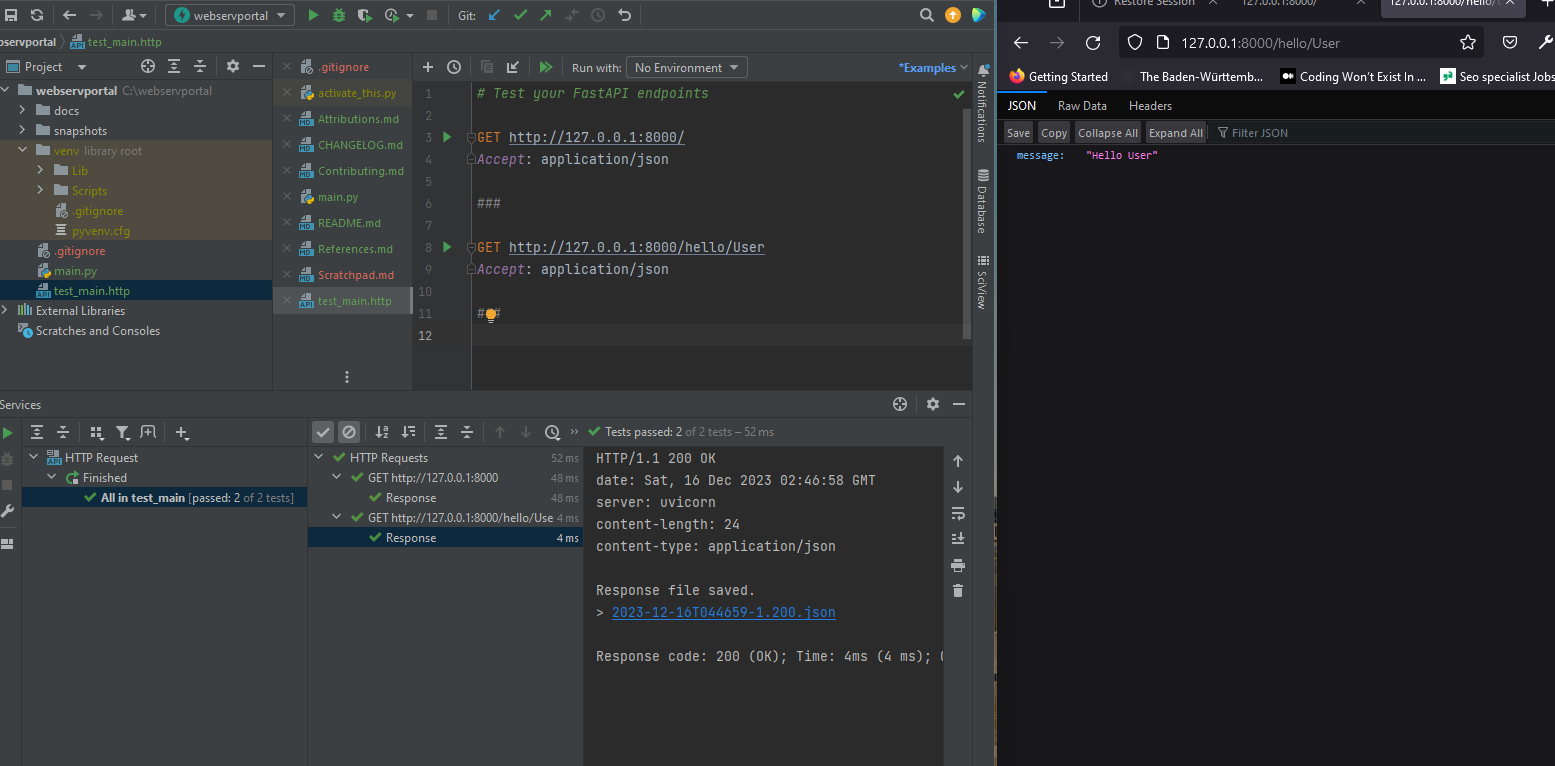 webservportal
Git:
bservportal
test_main.http
Project
webservportal C:\webservportal
docs
snapshots
venv library root
Lib
Scripts
.gitignore
pyvenv.cfg
.gitignore
main.py
test_main.http
External Libraries
Scratches and Consoles
.gitignore
activate_this.py
Attributions.md
CHANGELOG.md
Contributing.md
main.py
README.md
References.md
Scratchpad.md
test_main.http
Run with: No Environment
*Examples
1 # Test your FastAPI endpoints
2
3 GET http://127.0.0.1:8000/
4 Accept: application/json
5
6 ###
7
8 GET http://127.0.0.1:8000/hello/User
9 Accept: application/json
10
11 ###
12
Notifications
Database
SciView
Services
HTTP Request
Finished
All in test_main [passed: 2 of 2 tests]
Tests passed: 2 of 2 tests – 52 ms
HTTP Requests 52 ms
GET http://127.0.0.1:8000 48 ms
Response 48 ms
GET http://127.0.0.1:8000/hello/Use 4 ms
Response 4 ms
HTTP/1.1 200 OK
date: Sat, 16 Dec 2023 02:46:58 GMT
server: uvicorn
content-length: 24
content-type: application/json
Response file saved.
> 2023-12-16T044659-1.200.json
Response code: 200 (OK); Time: 4ms (4 ms);
Restore Session
127.0.0.1:8000/
127.0.0.1:8000/hello/
127.0.0.1:8000/hello/User
Getting Started
The Baden-Württemb...
Coding Won't Exist In ...
Seo specialist Jobs
JSON Raw Data Headers
Save Copy Collapse All Expand All Filter JSON
message: "Hello User"